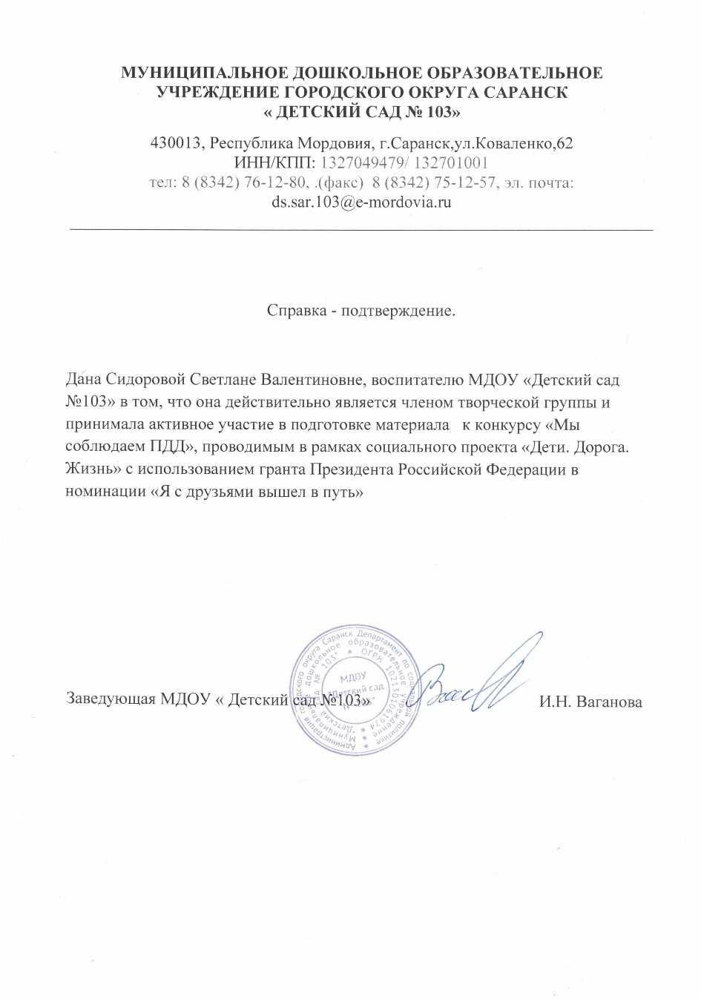 МУНИЦИПАЛЬНОЕ ДОШКОЛЬНОЕ ОБРАЗОВАТЕЛЬНОЕ
УЧРЕЖДЕНИЕ ГОРОДСКОГО ОКРУГА САРАНСК
« ДЕТСКИЙ САД № 103»
430013, Республика Мордовия, г.Саранск,ул.Коваленко,62
ИНН/КПП: 1327049479/ 132701001
тел: 8 (8342) 76-12-80, .(факс) 8 (8342) 75-12-57, эл. почта:
ds.sar.103@e-mordovia.ru
Справка - подтверждение.
Дана Сидоровой Светлане Валентиновне, воспитателю МДОУ «Детский сад
№103» в том, что она действительно является членом творческой группы и
принимала активное участие в подготовке материала к конкурсу «Мы
соблюдаем ПДД», проводимым в рамках социального проекта «Дети. Дорога.
Жизнь» с использованием гранта Президента Российской Федерации в
номинации «Я с друзьями вышел в путь»
Заведующая МДОУ « Детский сад №103»
И.Н. Ваганова
Администрация городского округа Саранск Департамент по социальной политике
Муниципальное дошкольное образовательное учреждение
"Детский сад № 103" * ОГРН
МДОУ
"Детский сад